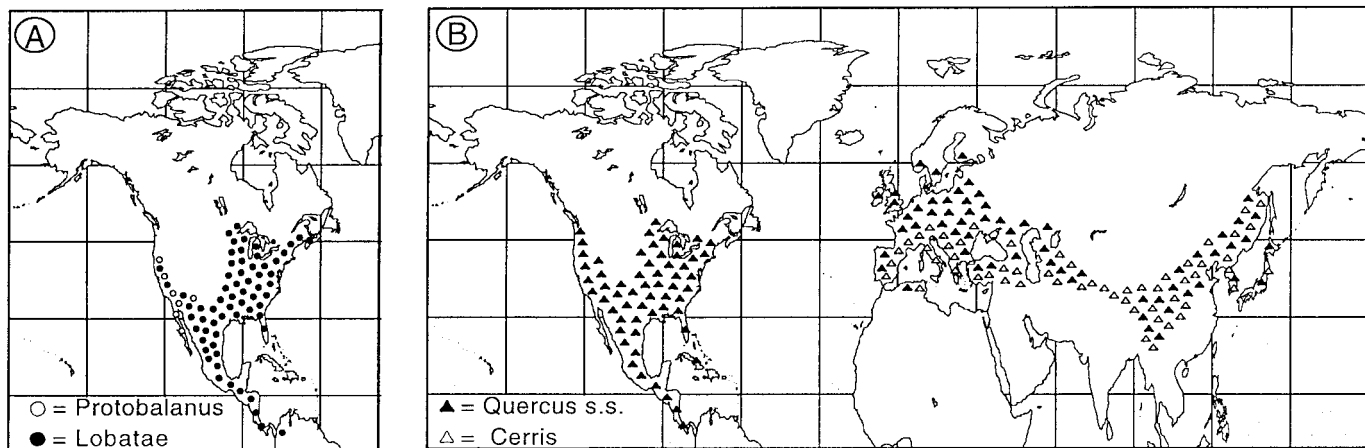 A
○ = Protobalanus
● = Lobatae
B
▲ = Quercus s.s.
△ = Cerris